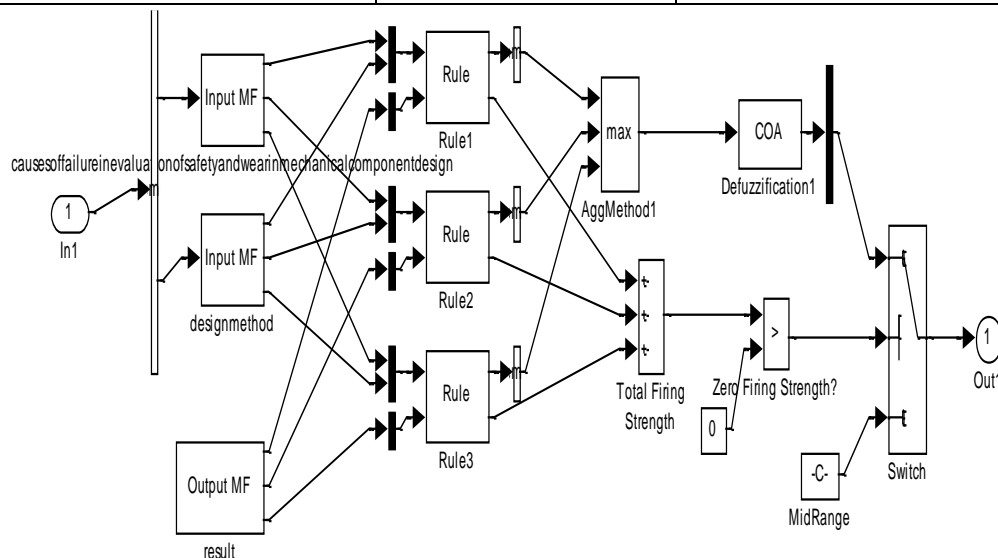 Input MF
causesoffailureinevaluationofsafetyandwearinmechanicalcomponentdesign
1
In1
m
Input MF
designmethod
Output MF
result
Rule
Rule1
m
Rule
Rule2
m
Rule
Rule3
m
max
AggMethod1
COA
Defuzzification1
+
+
+
Total Firing
Strength
>
Zero Firing Strength?
0
-C-
MidRange
Switch
1
Out1